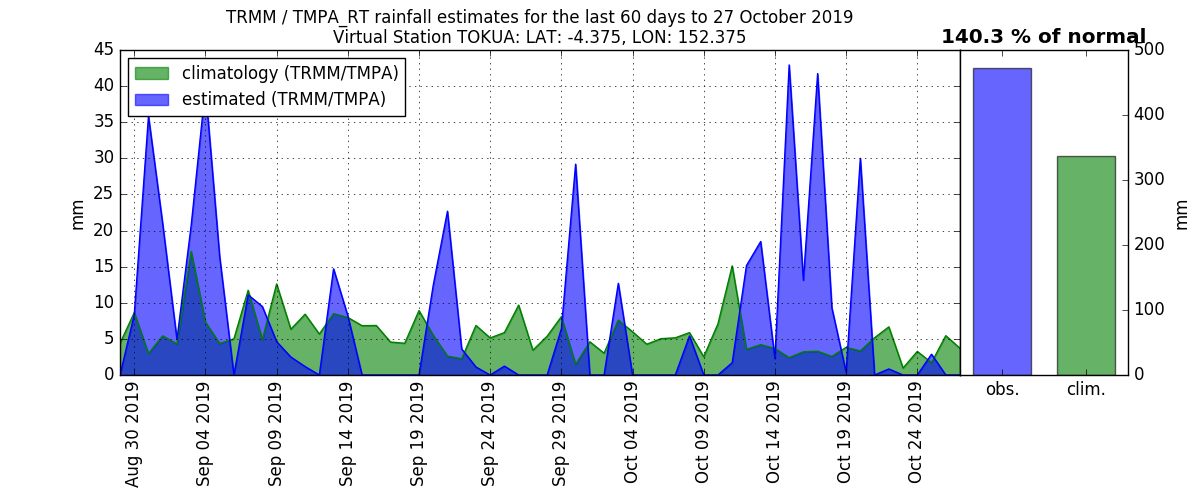 TRMM / TMPA_RT rainfall estimates for the last 60 days to 27 October 2019
Virtual Station TOKUA: LAT: -4.375, LON: 152.375
140.3 % of normal
climatology (TRMM/TMPA)
estimated (TRMM/TMPA)
45
40
35
30
25
20
15
10
5
0
mm
Aug 30 2019
Sep 04 2019
Sep 09 2019
Sep 14 2019
Sep 19 2019
Sep 24 2019
Sep 29 2019
Oct 04 2019
Oct 09 2019
Oct 14 2019
Oct 19 2019
Oct 24 2019
obs.
clim.
500
400
300
200
100
0
mm